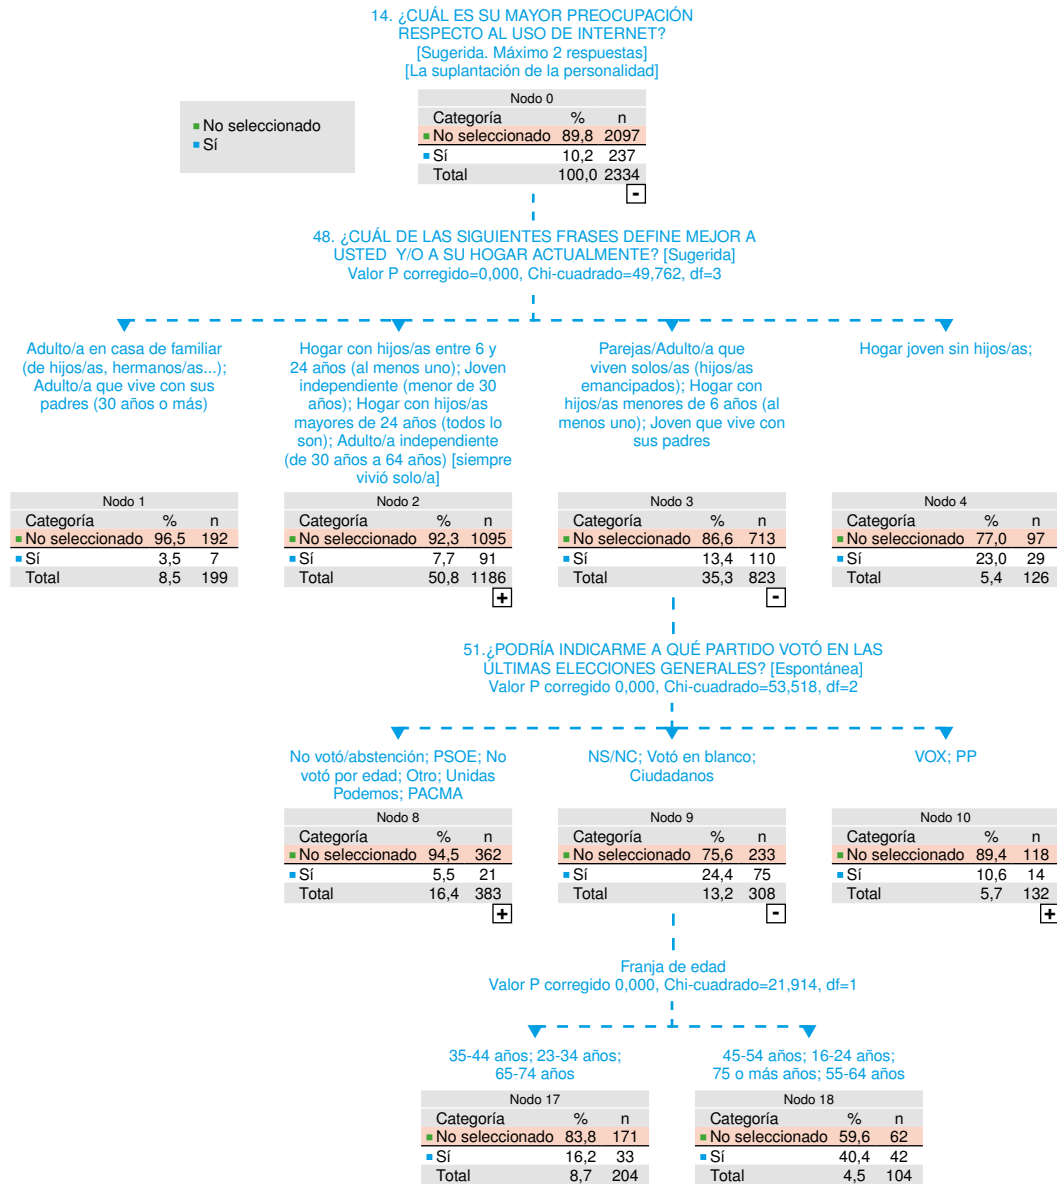 14. ¿CUÁL ES SU MAYOR PREOCUPACIÓN
RESPECTO AL USO DE INTERNET?
[Sugerida. Máximo 2 respuestas]
[La suplantación de la personalidad]
No seleccionado
Sí
Nodo 0
Categoría % n
No seleccionado 89,8 2097
Sí 10,2 237
Total 100,0 2334
-
48. ¿CUÁL DE LAS SIGUIENTES FRASES DEFINE MEJOR A
USTED Y/O A SU HOGAR ACTUALMENTE? [Sugerida]
Valor P corregido=0,000, Chi-cuadrado=49,762, df=3
Adulto/a en casa de familiar
(de hijos/as, hermanos/as...);
Adulto/a que vive con sus
padres (30 años o más)
Hogar con hijos/as entre 6 y
24 años (al menos uno); Joven
independiente (menor de 30
años); Hogar con hijos/as
mayores de 24 años (todos lo
son); Adulto/a independiente
(de 30 años a 64 años) [siempre
vivió solo/a]
Parejas/Adulto/a que
viven solos/as (hijos/as
emancipados); Hogar con
hijos/as menores de 6 años (al
menos uno); Joven que vive con
sus padres
Hogar joven sin hijos/as;
Nodo 1
Categoría % n
No seleccionado 96,5 192
Sí 3,5 7
Total 8,5 199
Nodo 2
Categoría % n
No seleccionado 92,3 1095
Sí 7,7 91
Total 50,8 1186
+
Nodo 3
Categoría % n
No seleccionado 86,6 713
Sí 13,4 110
Total 35,3 823
-
Nodo 4
Categoría % n
No seleccionado 77,0 97
Sí 23,0 29
Total 5,4 126
51.¿PODRÍA INDICARME A QUÉ PARTIDO VOTÓ EN LAS
ÚLTIMAS ELECCIONES GENERALES? [Espontánea]
Valor P corregido 0,000, Chi-cuadrado=53,518, df=2
No votó/abstención; PSOE; No
votó por edad; Otro; Unidas
Podemos; PACMA
NS/NC; Votó en blanco;
Ciudadanos
VOX; PP
Nodo 8
Categoría % n
No seleccionado 94,5 362
Sí 5,5 21
Total 16,4 383
+
Nodo 9
Categoría % n
No seleccionado 75,6 233
Sí 24,4 75
Total 13,2 308
-
Nodo 10
Categoría % n
No seleccionado 89,4 118
Sí 10,6 14
Total 5,7 132
+
Franja de edad
Valor P corregido 0,000, Chi-cuadrado=21,914, df=1
35-44 años; 23-34 años;
65-74 años
45-54 años; 16-24 años;
75 o más años; 55-64 años
Nodo 17
Categoría % n
No seleccionado 83,8 171
Sí 16,2 33
Total 8,7 204
Nodo 18
Categoría % n
No seleccionado 59,6 62
Sí 40,4 42
Total 4,5 104